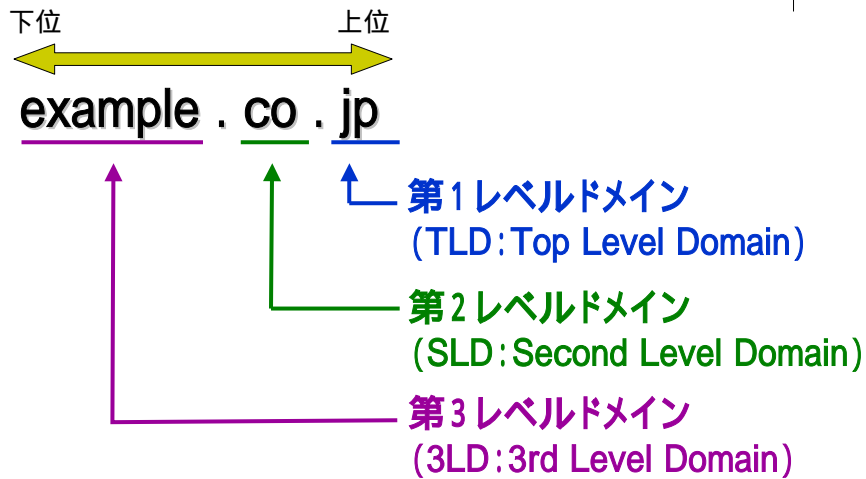 下位 上位
example . co . jp
第1レベルドメイン
(TLD:Top Level Domain)
第2レベルドメイン
(SLD:Second Level Domain)
第3レベルドメイン
(3LD:3rd Level Domain)